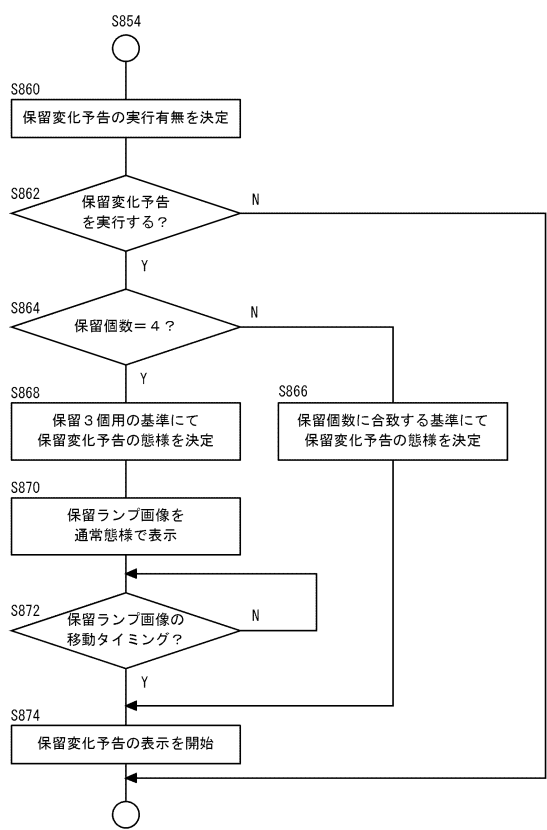 S854
S860
保留変化予告の実行有無を決定
S862
保留変化予告
を実行する？
N
Y
S864
保留個数＝４？
N
Y
S868
保留３個用の基準にて
保留変化予告の態様を決定
S866
保留個数に合致する基準にて
保留変化予告の態様を決定
S870
保留ランプ画像を
通常態様で表示
S872
保留ランプ画像の
移動タイミング？
N
Y
S874
保留変化予告の表示を開始